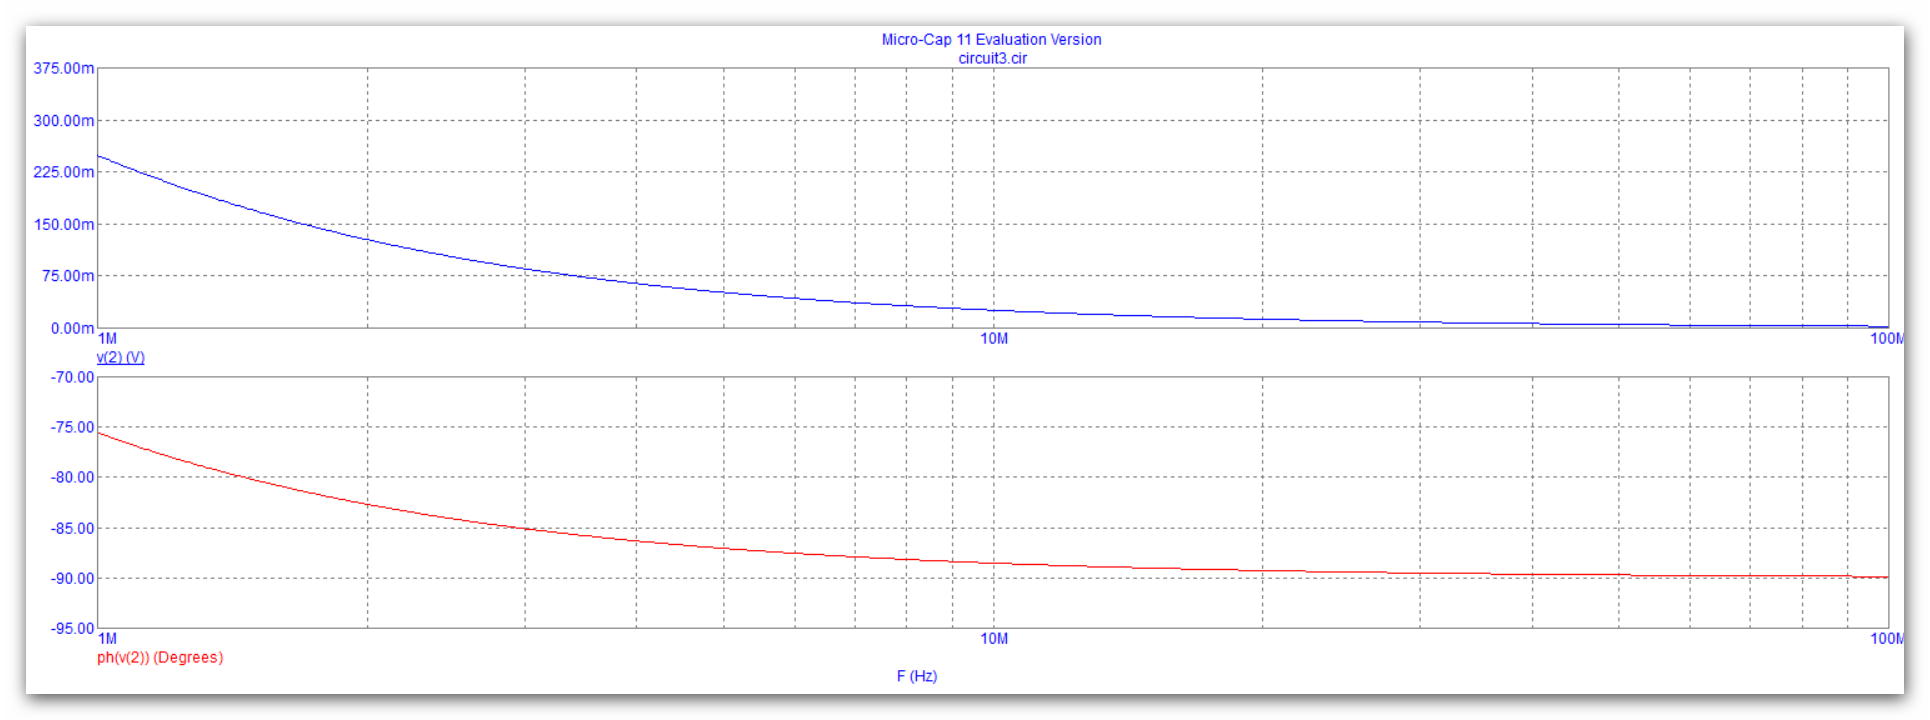 Micro-Cap 11 Evaluation Version
circuit3.cir
375.00m
300.00m
225.00m
150.00m
75.00m
0.00m
1M 10M 100M
v(2) (V)
-70.00
-75.00
-80.00
-85.00
-90.00
-95.00
1M 10M 100M
ph(v(2)) (Degrees)
F (Hz)